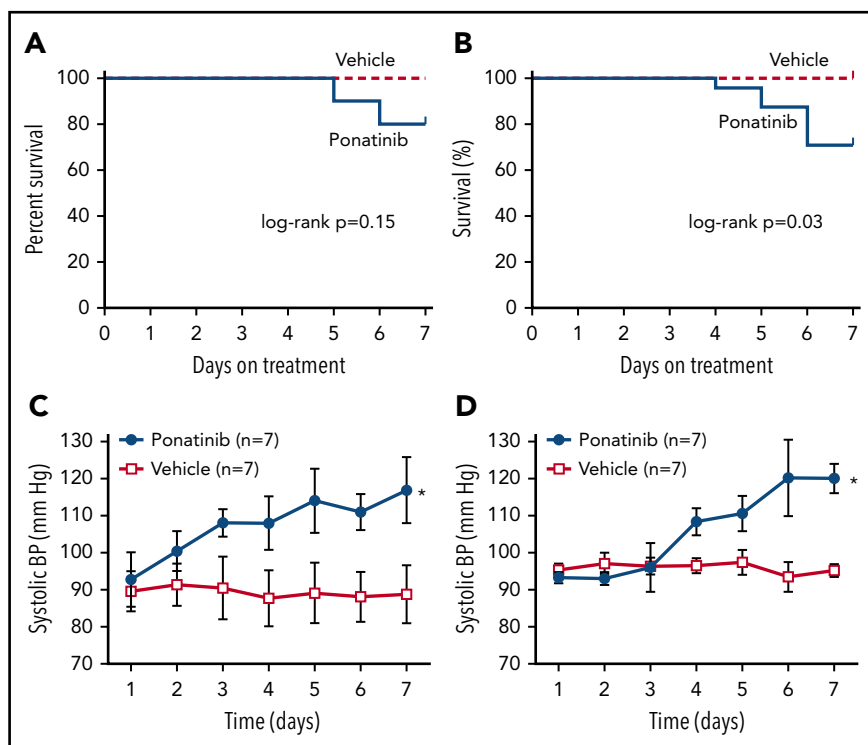 A
Vehicle
100
80
60
40
20
0
Percent survival
Ponatinib
log-rank p=0.15
0 1 2 3 4 5 6 7
Days on treatment
B
Vehicle
100
80
60
40
20
0
Survival (%)
Ponatinib
log-rank p=0.03
0 1 2 3 4 5 6 7
Days on treatment
C
Ponatinib (n=7)
Vehicle (n=7)
130
120
110
100
90
80
70
Systolic BP (mm Hg)
*
1 2 3 4 5 6 7
Time (days)
D
Ponatinib (n=7)
Vehicle (n=7)
130
120
110
100
90
80
70
Systolic BP (mm Hg)
*
1 2 3 4 5 6 7
Time (days)